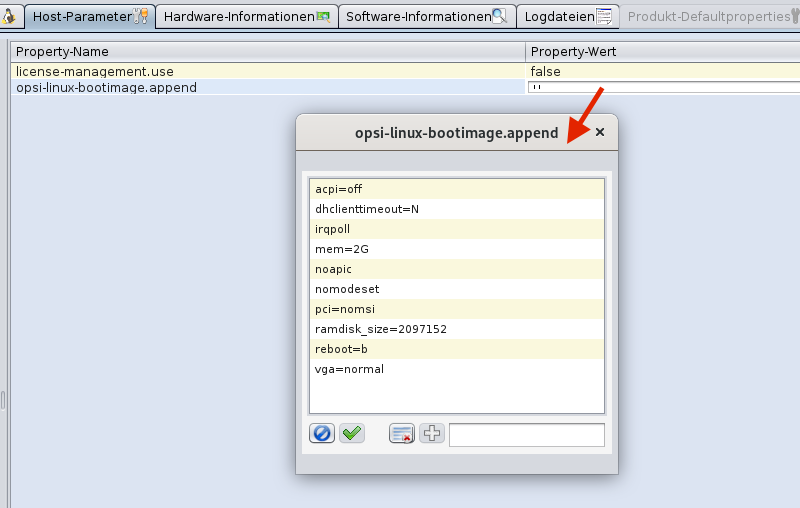 Host-Parameter Hardware-Informationen Software-Informationen Logdateien Produkt-Defaultproperties
Property-Name Property-Wert
license-management.use false
opsi-linux-bootimage.append
opsi-linux-bootimage.append ×
acpi=off
dhclienttimeout=N
irqpoll
mem=2G
noapic
nomodeset
pci=nomsi
ramdisk_size=2097152
reboot=b
vga=normal